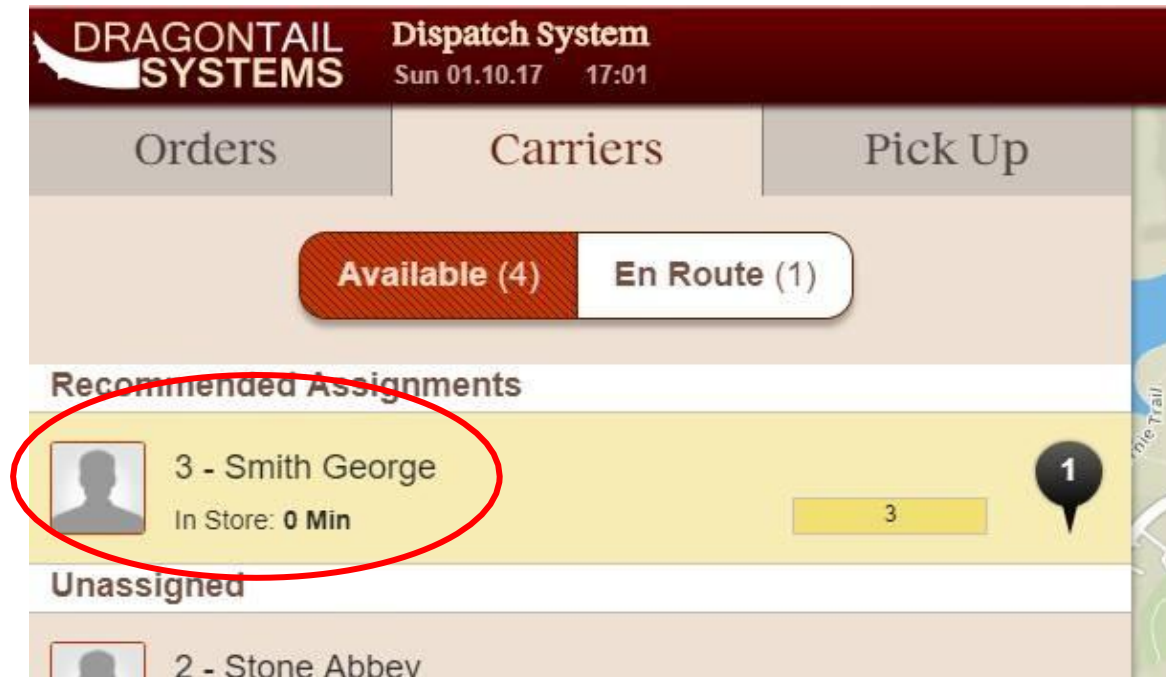 DRAGONTAIL
SYSTEMS
Dispatch System
Sun 01.10.17 17:01
Orders
Carriers
Pick Up
Available (4)
En Route (1)
Recommended Assignments
3 - Smith George
In Store: 0 Min
3
1
Trail
Unassigned
2 - Stone Abbey